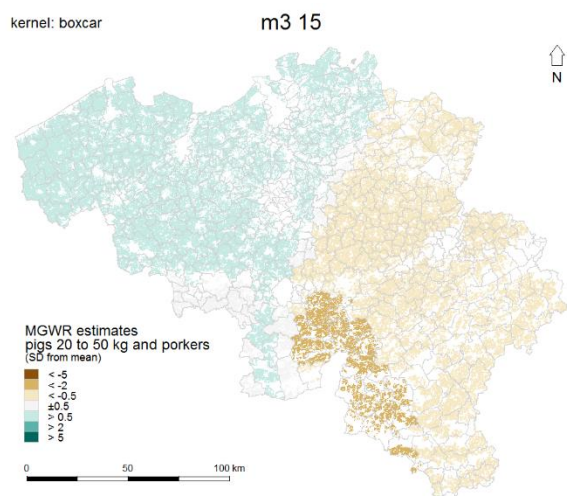 kernel: boxcar
m3 15
N
MGWR estimates
pigs 20 to 50 kg and porkers
(SD from mean)
< -5
< -2
< -0.5
±0.5
> 0.5
> 2
> 5
0 50 100 km